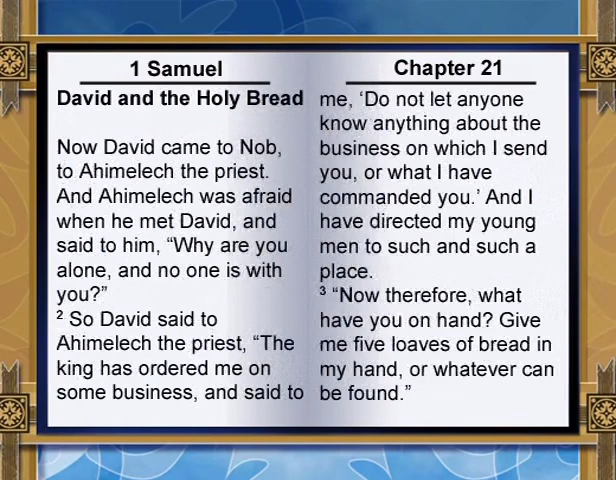 1 Samuel
David and the Holy Bread
Now David came to Nob,
to Ahimelech the priest.
And Ahimelech was afraid
when he met David, and
said to him, “Why are you
alone, and no one is with
you?”
² So David said to
Ahimelech the priest, “The
king has ordered me on
some business, and said to
Chapter 21
me, ‘Do not let anyone
know anything about the
business on which I send
you, or what I have
commanded you.’ And I
have directed my young
men to such and such a
place.
³ “Now therefore, what
have you on hand? Give
me five loaves of bread in
my hand, or whatever can
be found.”